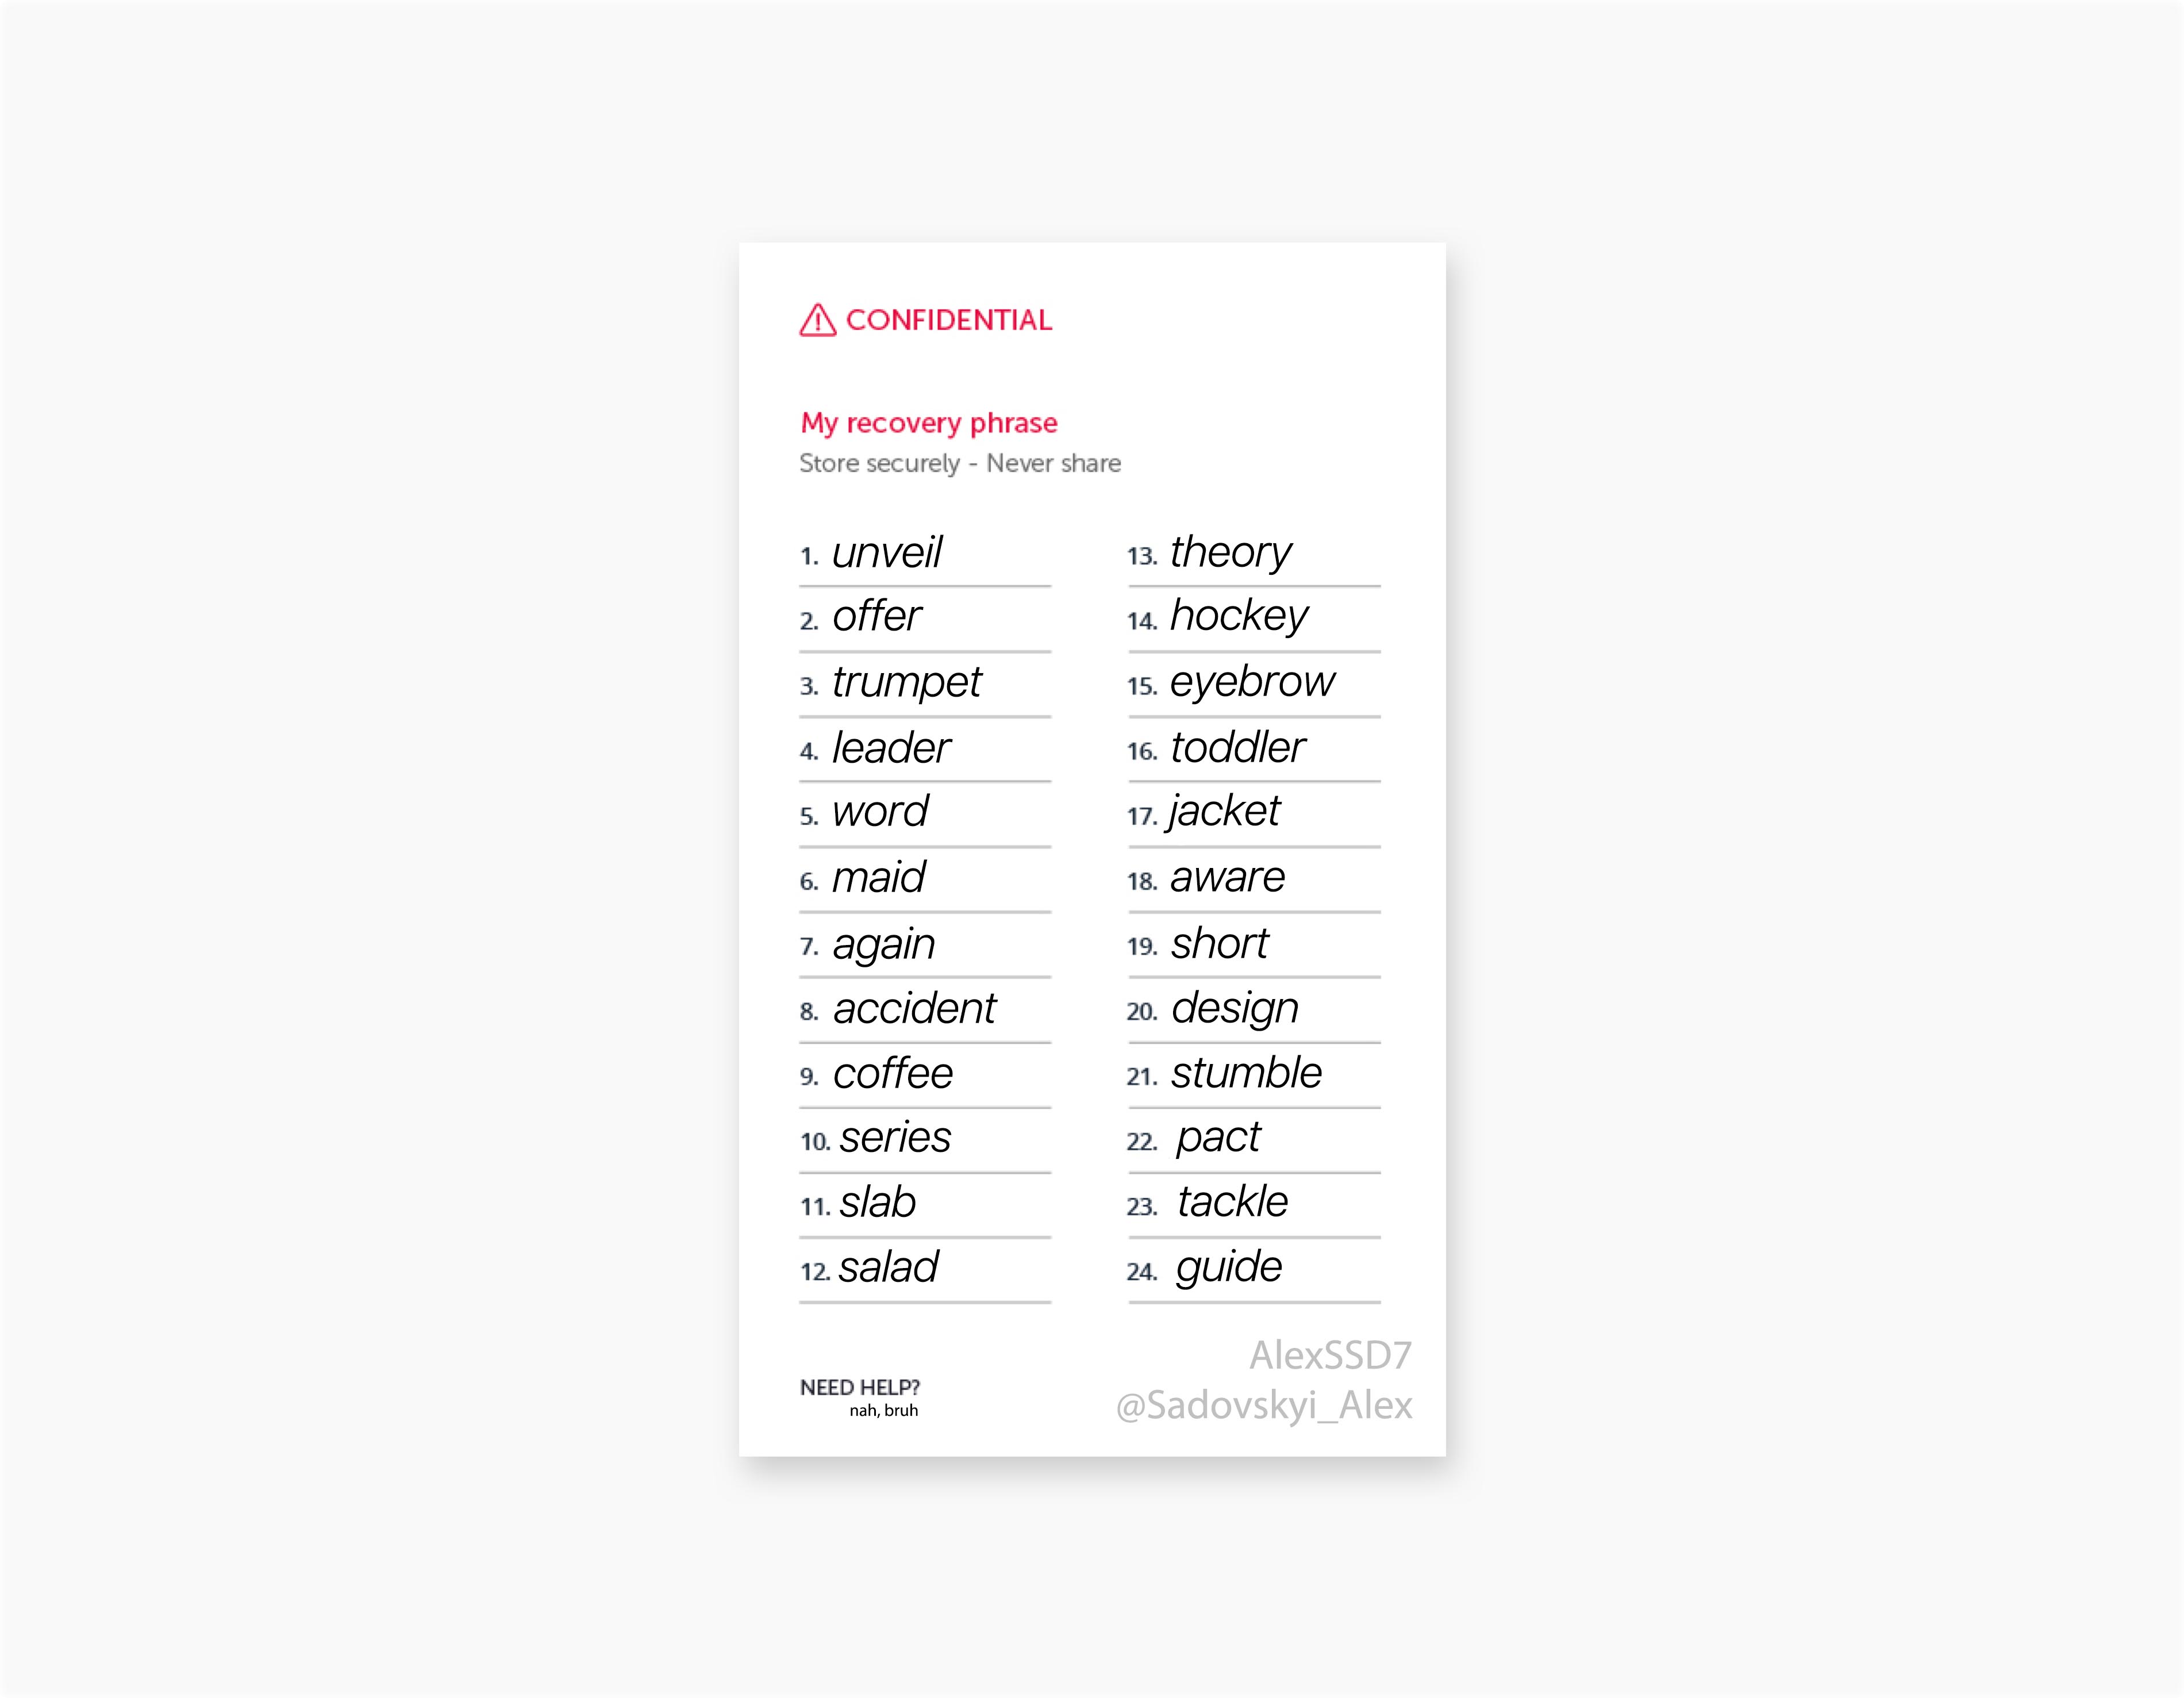 CONFIDENTIAL
My recovery phrase
Store securely - Never share
1. unveil
2. offer
3. trumpet
4. leader
5. word
6. maid
7. again
8. accident
9. coffee
10. series
11. slab
12. salad
13. theory
14. hockey
15. eyebrow
16. toddler
17. jacket
18. aware
19. short
20. design
21. stumble
22. pact
23. tackle
24. guide
NEED HELP?
nah, bruh
AlexSSD7
@Sadovskyi_Alex